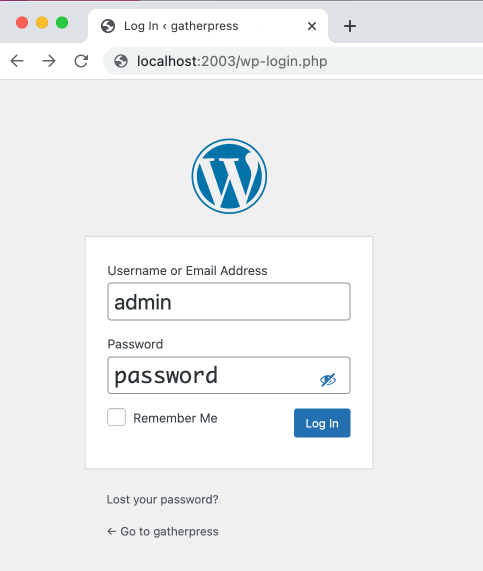 Log In ‹ gatherpress
localhost:2003/wp-login.php
W
Username or Email Address
admin
Password
password
Remember Me
Log In
Lost your password?
← Go to gatherpress